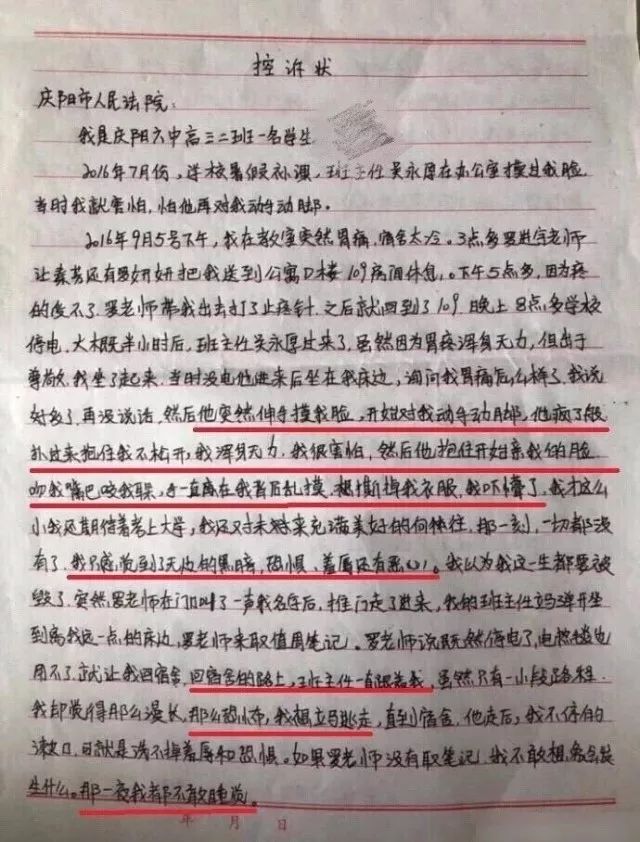 控诉状
庆阳市人民法院：
我是庆阳六中高三二班一名学生
2016年7月份，学校暑假补课，班主任吴永厚在办公室摸过我脸
当时我就害怕，怕他再对我动手动脚。
2016年9月5号下午，我在教室突然胃痛，宿舍太冷。3点多罗进宇老师
让秦芳还有罗妞妞把我送到公寓D楼109房间休息。下午5点多，因为疼
的受不了。罗老师带我出去打了止疼针，之后就回到了109。晚上8点多学校
停电，大概半小时后，班主任吴永厚过来了，虽然因为胃疼浑身无力，但出于
尊敬，我坐了起来，当时没电他进来后坐在我床边，询问我胃痛怎么样了，我说
好多了，再没说话，然后他突然伸手摸我脸，开始对我动手动脚，他疯了般
扑过来抱住我不松开，我浑身无力，我很害怕，然后他抱住开始亲我的脸
吻我嘴巴咬我耳朵，手一直在我背后乱摸，想撕掉我衣服，我吓懵了，我才这么
小我还期待着考上大学，我还对未来充满美好的向往，那一刻，一切都没
有了，我只感觉到了无边的黑暗，恐惧、羞辱还有恶心！我以为我这一生都要被
毁了，突然罗老师在门口叫了一声我名字后，推门走了进来，我的班主任立马弹开坐
到离我远一点的床边，罗老师来取值周笔记。罗老师说既然停电了，电热毯也
用不了，就让我回宿舍，回宿舍的路上，班主任一直跟着我，虽然只有一小段路程
我却觉得那么漫长，那么恐怖，我想立马逃走，直到宿舍，他走后，我不停的
漱口，可就是洗不掉羞辱和恐惧。如果罗老师没有取笔记，我不敢想象会发
生什么。那一夜我都不敢睡觉。
年 月 日